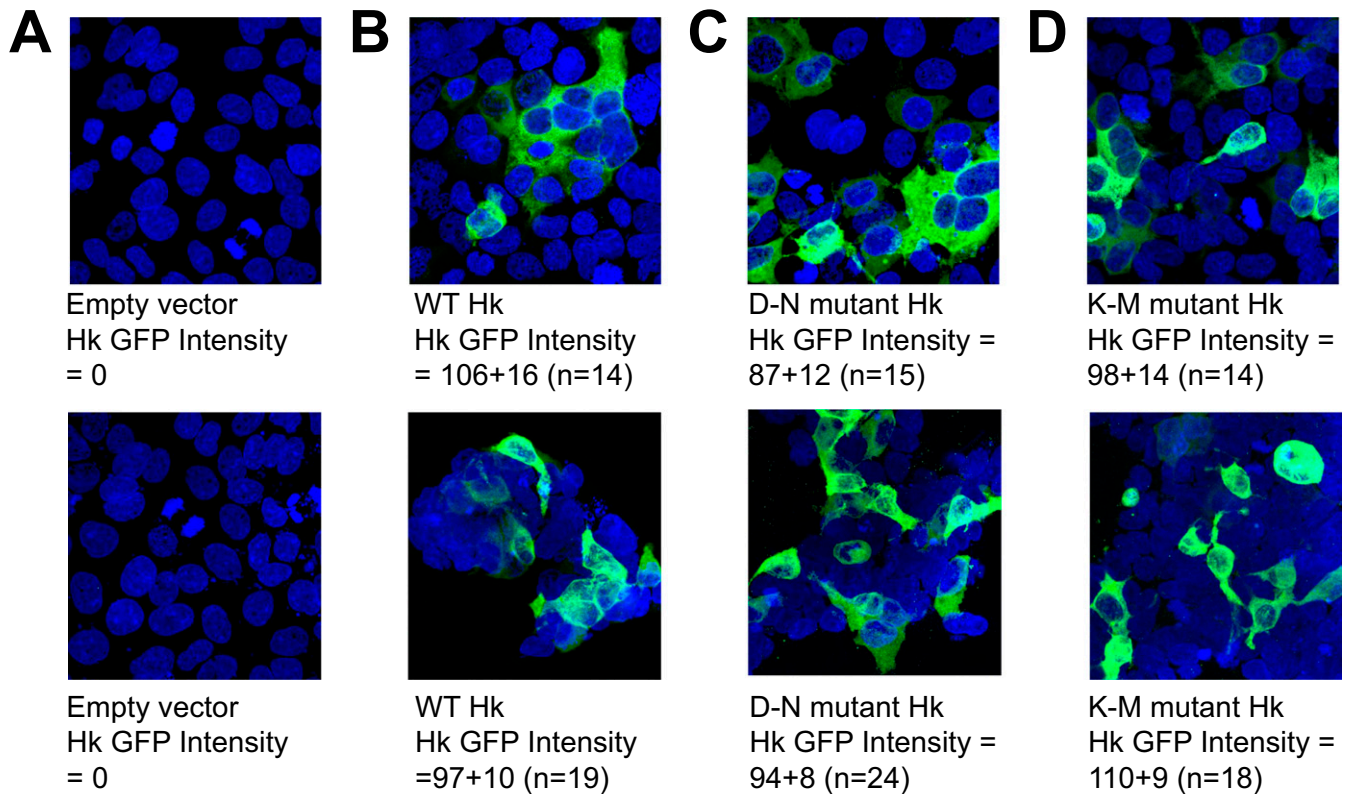 A
B
C
D
Empty vector
Hk GFP Intensity
= 0
WT Hk
Hk GFP Intensity
= 106+16 (n=14)
D-N mutant Hk
Hk GFP Intensity =
87+12 (n=15)
K-M mutant Hk
Hk GFP Intensity =
98+14 (n=14)
Empty vector
Hk GFP Intensity
= 0
WT Hk
Hk GFP Intensity
=97+10 (n=19)
D-N mutant Hk
Hk GFP Intensity =
94+8 (n=24)
K-M mutant Hk
Hk GFP Intensity =
110+9 (n=18)